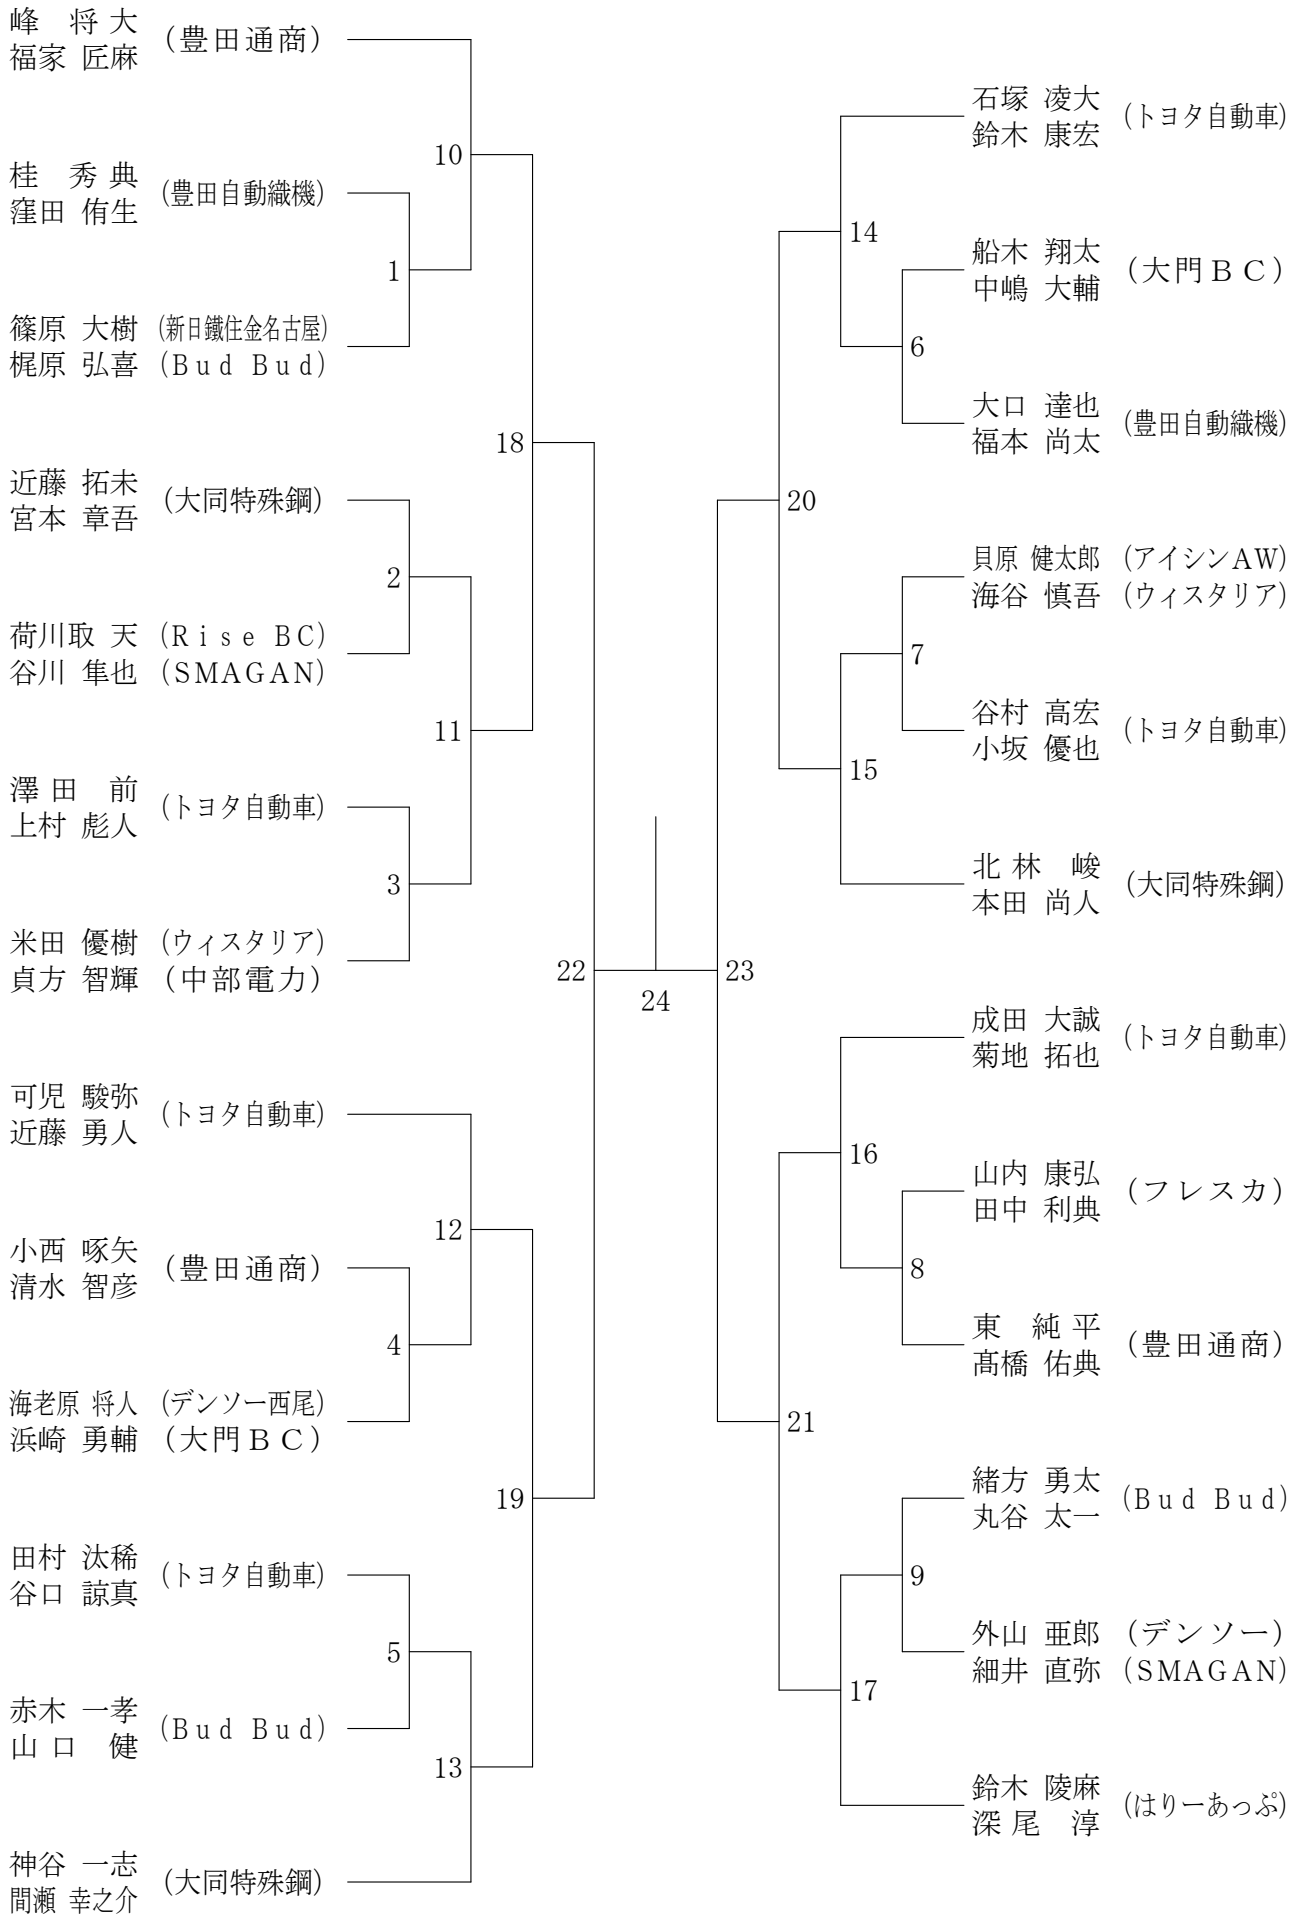 峰 将大 (豊田通商)
福家 匠麻
10
桂 秀典 (豊田自動織機)
窪田 侑生
1
篠原 大樹 (新日鐵住金名古屋)
梶原 弘喜 (Bud Bud)
18
近藤 拓未 (大同特殊鋼)
宮本 章吾
2
荷川取 天 (Rise BC)
谷川 隼也 (SMAGAN)
11
澤田 前 (トヨタ自動車)
上村 彪人
3
米田 優樹 (ウィスタリア)
貞方 智輝 (中部電力)
22
可児 駿弥 (トヨタ自動車)
近藤 勇人
12
小西 啄矢 (豊田通商)
清水 智彦
4
海老原 将人 (デンソー西尾)
浜崎 勇輔 (大門BC)
19
田村 汰稀 (トヨタ自動車)
谷口 諒真
5
赤木 一孝 (Bud Bud)
山口 健
13
神谷 一志 (大同特殊鋼)
間瀬 幸之介
24
石塚 凌大 (トヨタ自動車)
鈴木 康宏
14
船木 翔太 (大門BC)
中嶋 大輔
6
大口 達也 (豊田自動織機)
福本 尚太
20
貝原 健太郎 (アイシンAW)
海谷 慎吾 (ウィスタリア)
7
谷村 高宏 (トヨタ自動車)
小坂 優也
15
北林 峻 (大同特殊鋼)
本田 尚人
23
成田 大誠 (トヨタ自動車)
菊地 拓也
16
山内 康弘 (フレスカ)
田中 利典
8
東 純平 (豊田通商)
髙橋 佑典
21
緒方 勇太 (Bud Bud)
丸谷 太一
9
外山 亜郎 (デンソー)
細井 直弥 (SMAGAN)
17
鈴木 陵麻 (はりーあっぷ)
深尾 淳